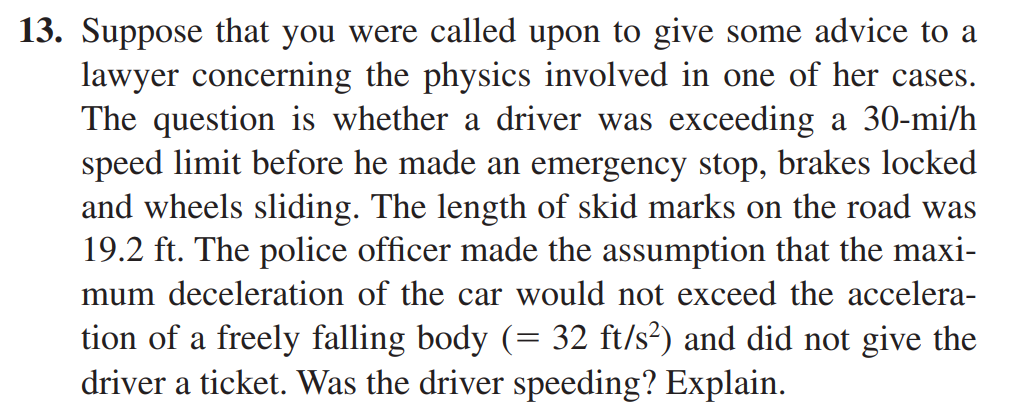 13. Suppose that you were called upon to give some advice to a
lawyer concerning the physics involved in one of her cases.
The question is whether a driver was exceeding a 30-mi/h
speed limit before he made an emergency stop, brakes locked
and wheels sliding. The length of skid marks on the road was
19.2 ft. The police officer made the assumption that the maxi-
mum deceleration of the car would not exceed the accelera-
tion of a freely falling body (= 32 ft/s²) and did not give the
driver a ticket. Was the driver speeding? Explain.